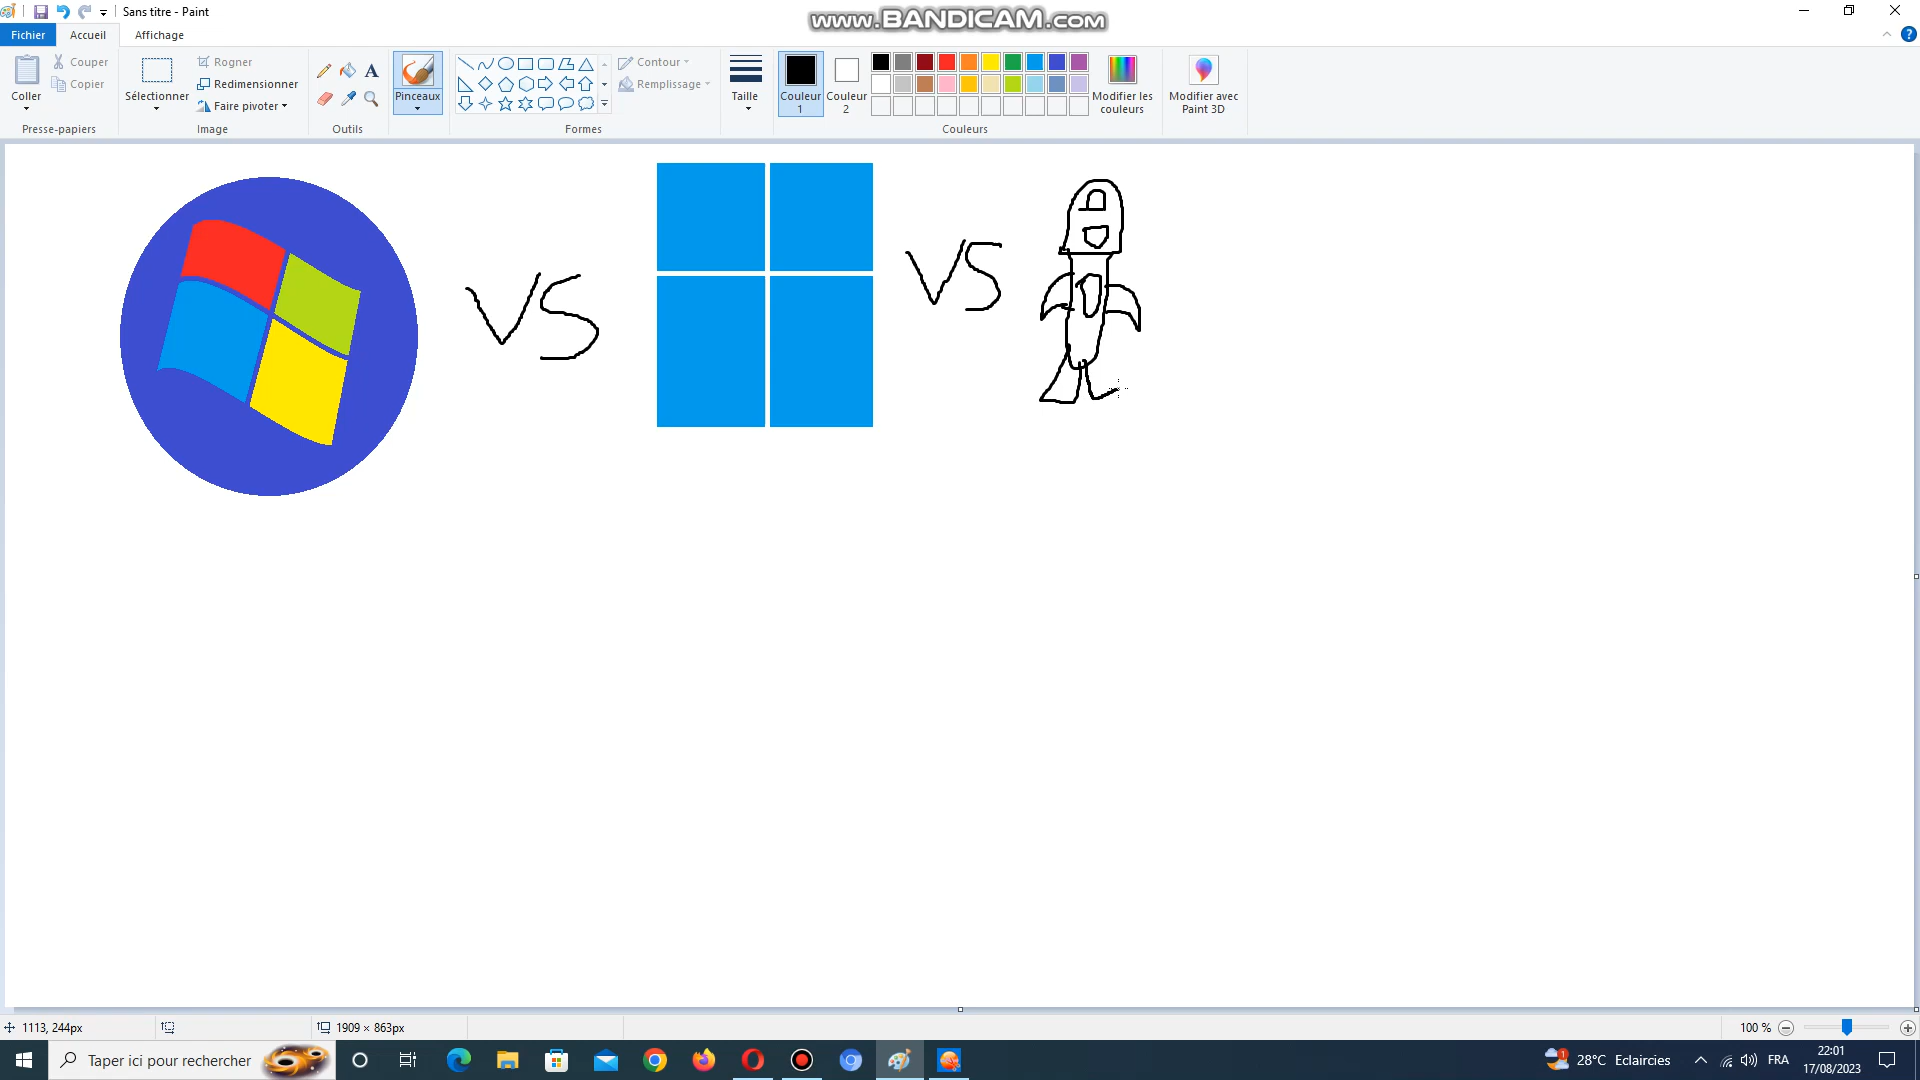 Sans titre - Paint
www.BANDICAM.com
Fichier Accueil Affichage
Coller
Couper
Copier
Presse-papiers
Sélectionner
Rogner
Redimensionner
Faire pivoter
Image
Outils
Pinceaux
Contour
Remplissage
Formes
Taille
Couleur 1
Couleur 2
Couleurs
Modifier les couleurs
Modifier avec Paint 3D
VS
VS
1113, 244px
1909 × 863px
100 %
Taper ici pour rechercher
28°C Eclaircies
FRA
22:01
17/08/2023